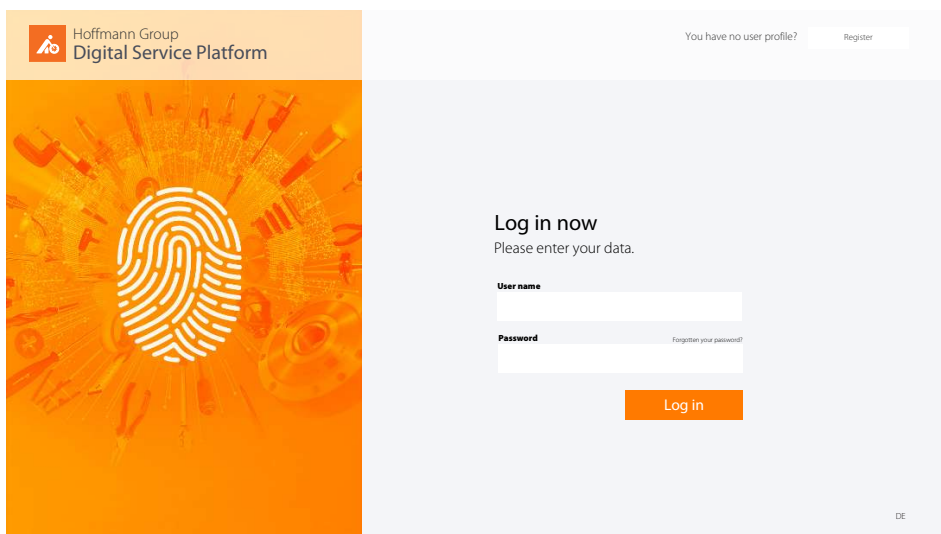 Hoffmann Group
Digital Service Platform
You have no user profile?
Register
Log in now
Please enter your data.
User name
Password
Forgotten your password?
Log in
DE